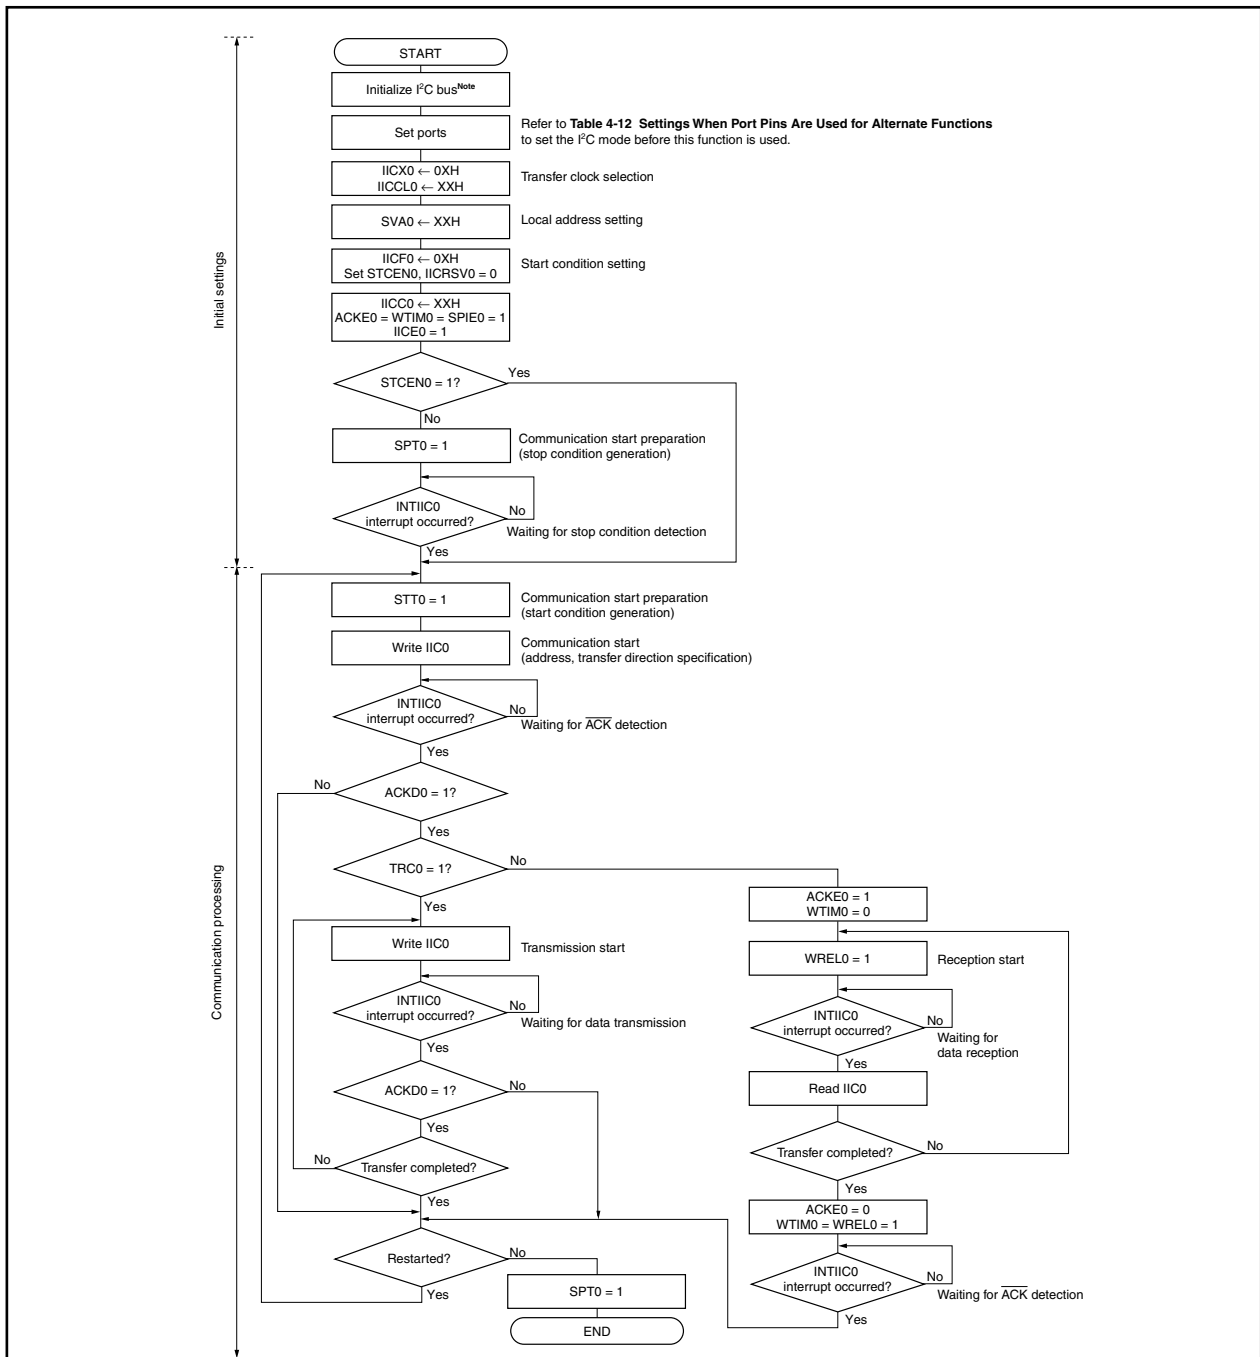 START
Initialize I²C bus^Note
Set ports
Refer to Table 4-12 Settings When Port Pins Are Used for Alternate Functions
to set the I²C mode before this function is used.
IICX0 ← 0XH
IICCL0 ← XXH
Transfer clock selection
SVA0 ← XXH
Local address setting
IICF0 ← 0XH
Set STCEN0, IICRSV0 = 0
Start condition setting
IICC0 ← XXH
ACKE0 = WTIM0 = SPIE0 = 1
IICE0 = 1
Initial settings
STCEN0 = 1?
Yes
No
SPT0 = 1
Communication start preparation
(stop condition generation)
INTIIC0
interrupt occurred?
No
Waiting for stop condition detection
Yes
STT0 = 1
Communication start preparation
(start condition generation)
Write IIC0
Communication start
(address, transfer direction specification)
INTIIC0
interrupt occurred?
No
Waiting for A̅C̅K̅ detection
Yes
No
ACKD0 = 1?
Yes
TRC0 = 1?
No
Yes
Communication processing
Write IIC0
Transmission start
INTIIC0
interrupt occurred?
No
Waiting for data transmission
Yes
ACKD0 = 1?
No
Yes
No
Transfer completed?
Yes
Restarted?
No
Yes
SPT0 = 1
END
ACKE0 = 1
WTIM0 = 0
WREL0 = 1
Reception start
INTIIC0
interrupt occurred?
No
Waiting for
data reception
Yes
Read IIC0
Transfer completed?
No
Yes
ACKE0 = 0
WTIM0 = WREL0 = 1
INTIIC0
interrupt occurred?
No
Waiting for A̅C̅K̅ detection
Yes